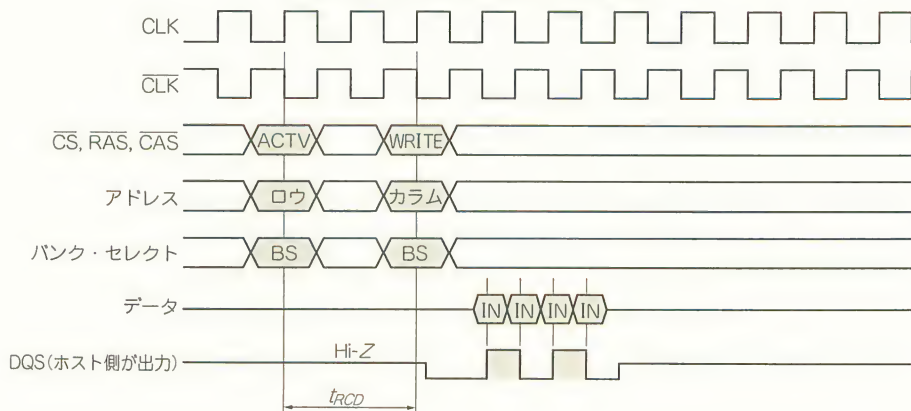 CLK
CLK
CS, RAS, CAS ACTV WRITE
アドレス ロウ カラム
バンク・セレクト BS BS
データ IN IN IN IN
DQS(ホスト側が出力) Hi-Z
tRCD